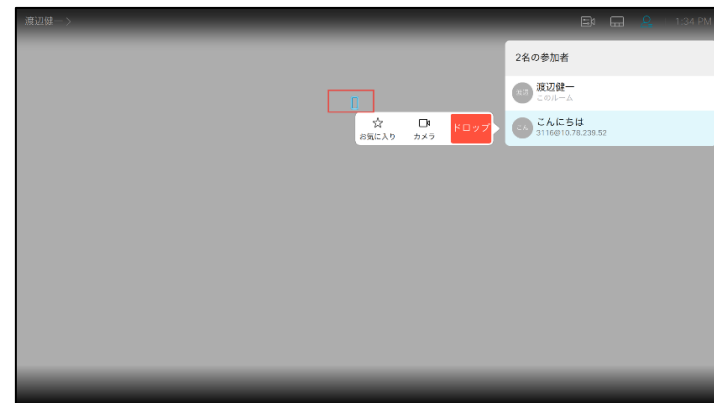 渡辺健一 >
1:34 PM
2名の参加者
渡辺健一
このルーム
お気に入り
カメラ
ドロップ
こん
こんにちは
3116@10.78.239.52